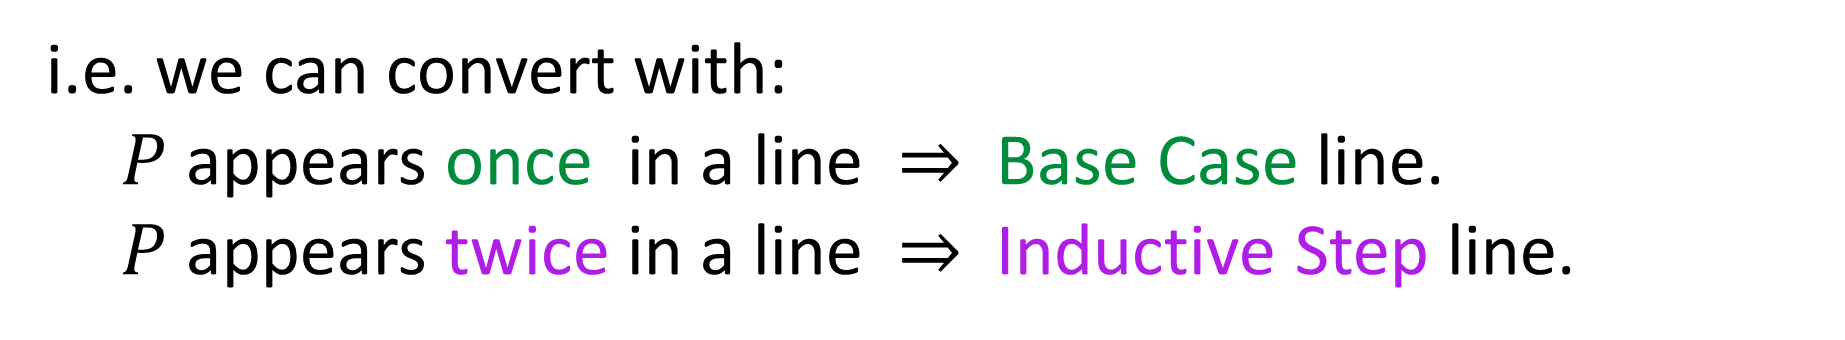 i.e. we can convert with:
𝑃 appears once in a line ⇒ Base Case line.
𝑃 appears twice in a line ⇒ Inductive Step line.